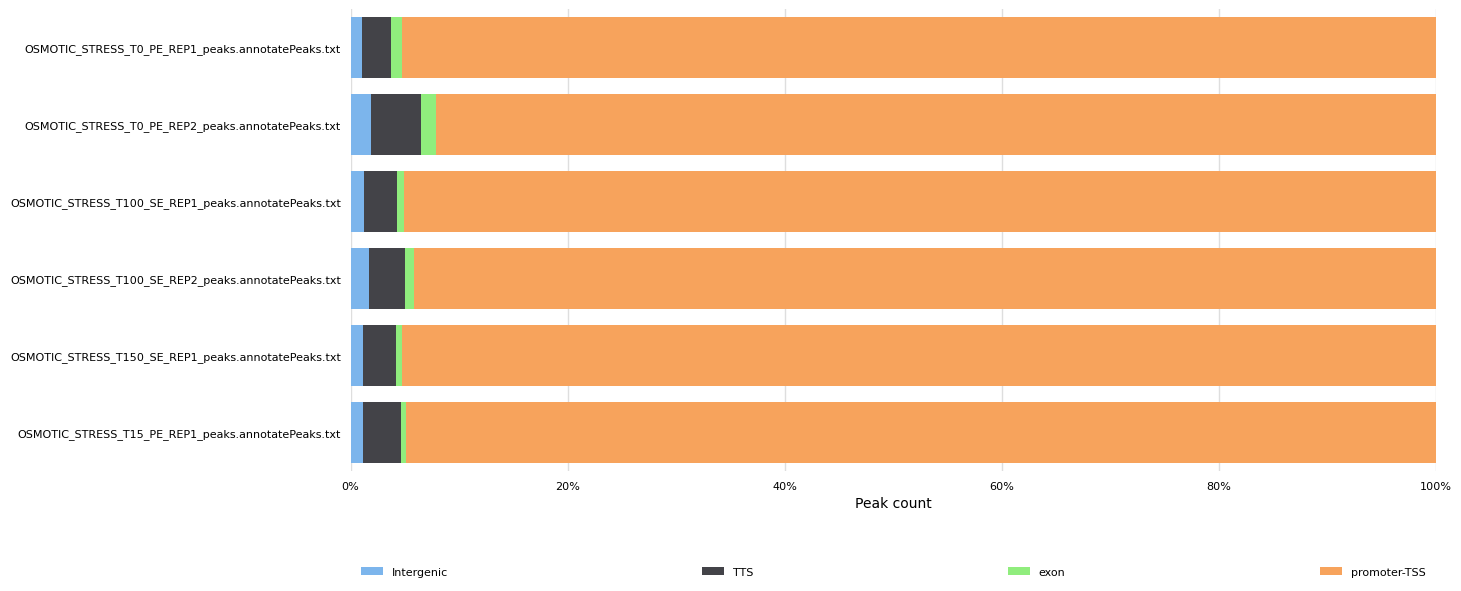 OSMOTIC_STRESS_T0_PE_REP1_peaks.annotatePeaks.txt
OSMOTIC_STRESS_T0_PE_REP2_peaks.annotatePeaks.txt
OSMOTIC_STRESS_T100_SE_REP1_peaks.annotatePeaks.txt
OSMOTIC_STRESS_T100_SE_REP2_peaks.annotatePeaks.txt
OSMOTIC_STRESS_T150_SE_REP1_peaks.annotatePeaks.txt
OSMOTIC_STRESS_T15_PE_REP1_peaks.annotatePeaks.txt
0% 20% 40% 60% 80% 100%
Peak count
Intergenic TTS exon promoter-TSS